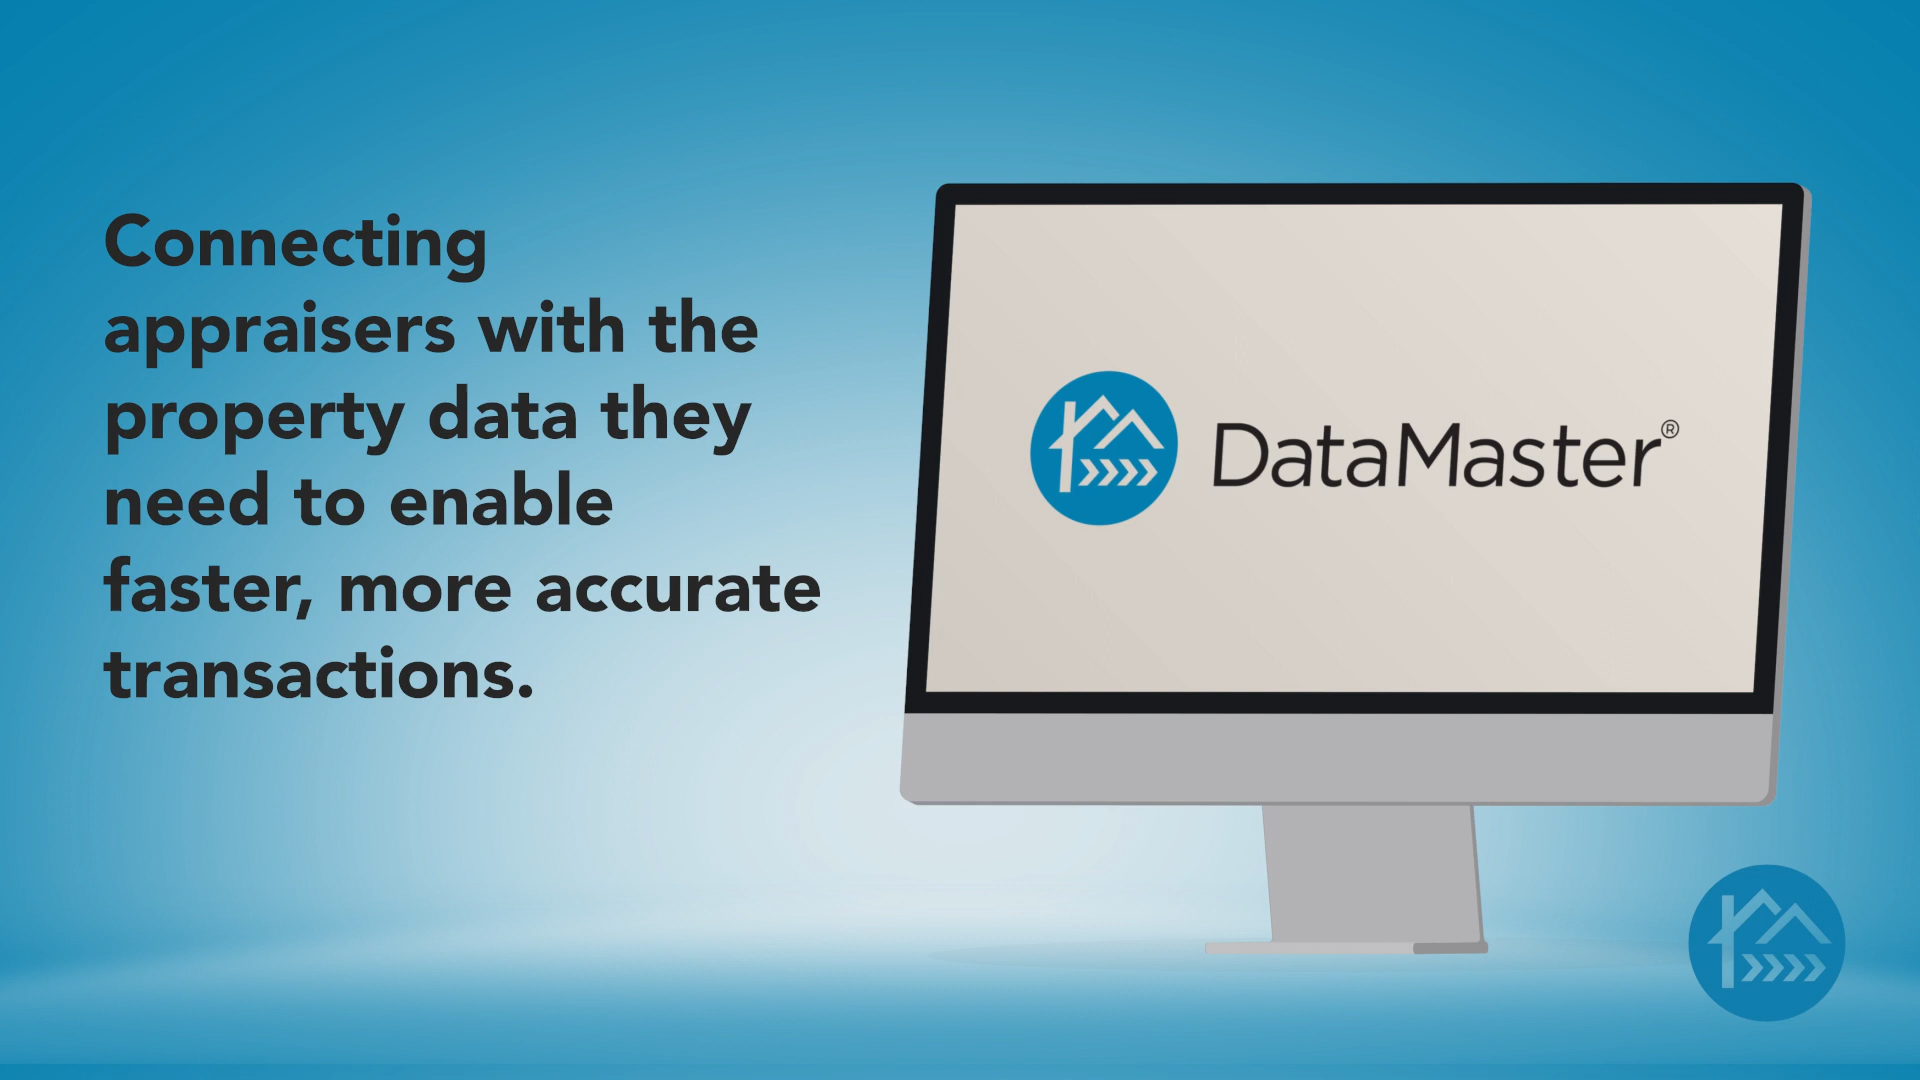 Connecting
appraisers with the
property data they
need to enable
faster, more accurate
transactions.
DataMaster®